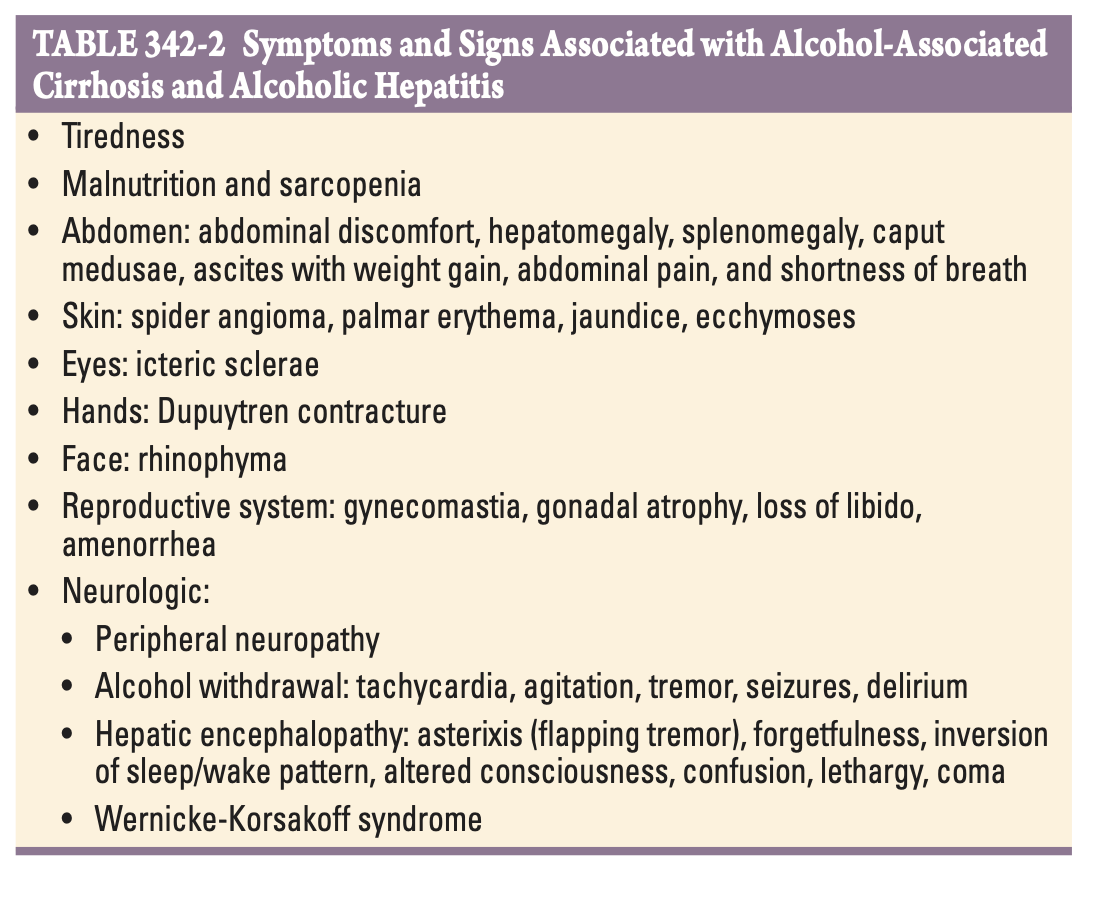 TABLE 342-2 Symptoms and Signs Associated with Alcohol-Associated
Cirrhosis and Alcoholic Hepatitis
• Tiredness
• Malnutrition and sarcopenia
• Abdomen: abdominal discomfort, hepatomegaly, splenomegaly, caput
medusae, ascites with weight gain, abdominal pain, and shortness of breath
• Skin: spider angioma, palmar erythema, jaundice, ecchymoses
• Eyes: icteric sclerae
• Hands: Dupuytren contracture
• Face: rhinophyma
• Reproductive system: gynecomastia, gonadal atrophy, loss of libido,
amenorrhea
• Neurologic:
• Peripheral neuropathy
• Alcohol withdrawal: tachycardia, agitation, tremor, seizures, delirium
• Hepatic encephalopathy: asterixis (flapping tremor), forgetfulness, inversion
of sleep/wake pattern, altered consciousness, confusion, lethargy, coma
• Wernicke-Korsakoff syndrome